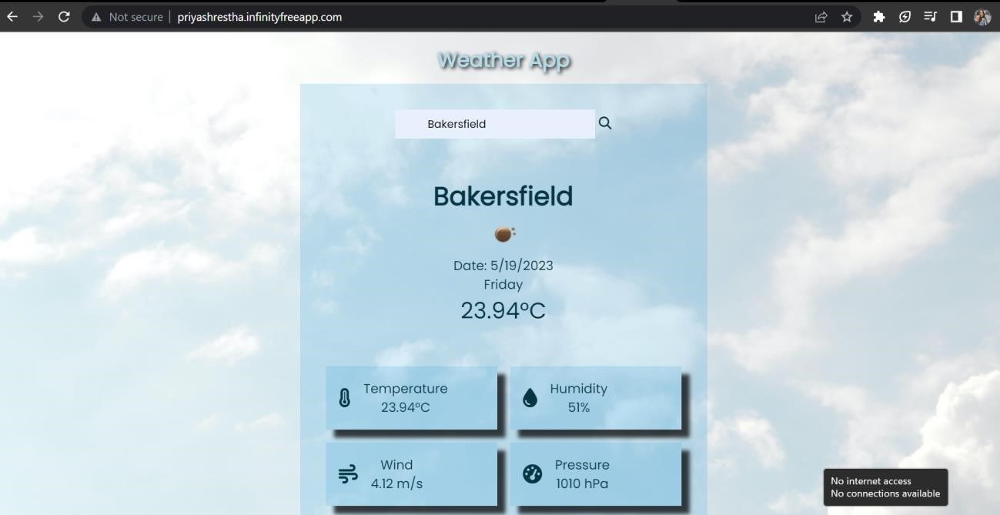 Not secure priyashrestha.infinityfreeapp.com
Weather App
Bakersfield
Bakersfield
Date: 5/19/2023
Friday
23.94°C
Temperature
23.94°C
Humidity
51%
Wind
4.12 m/s
Pressure
1010 hPa
No internet access
No connections available